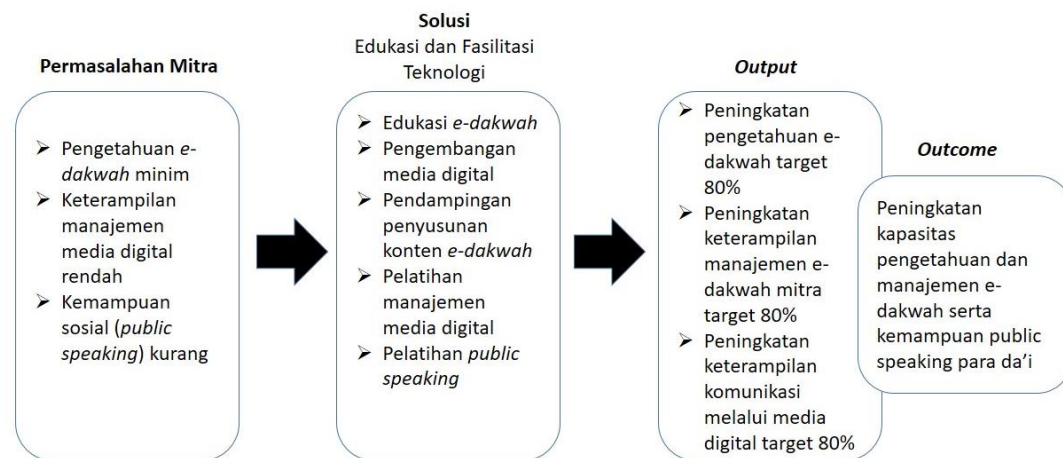 Permasalahan Mitra
➢ Pengetahuan e-
dakwah minim
➢ Keterampilan
manajemen
media digital
rendah
➢ Kemampuan
sosial (public
speaking) kurang
Solusi
Edukasi dan Fasilitasi
Teknologi
➢ Edukasi e-dakwah
➢ Pengembangan
media digital
➢ Pendampingan
penyusunan
konten e-dakwah
➢ Pelatihan
manajemen
media digital
➢ Pelatihan public
speaking
Output
➢ Peningkatan
pengetahuan e-
dakwah target
80%
➢ Peningkatan
keterampilan
manajemen e-
dakwah mitra
target 80%
➢ Peningkatan
keterampilan
komunikasi
melalui media
digital target 80%
Outcome
Peningkatan
kapasitas
pengetahuan dan
manajemen e-
dakwah serta
kemampuan public
speaking para da’i